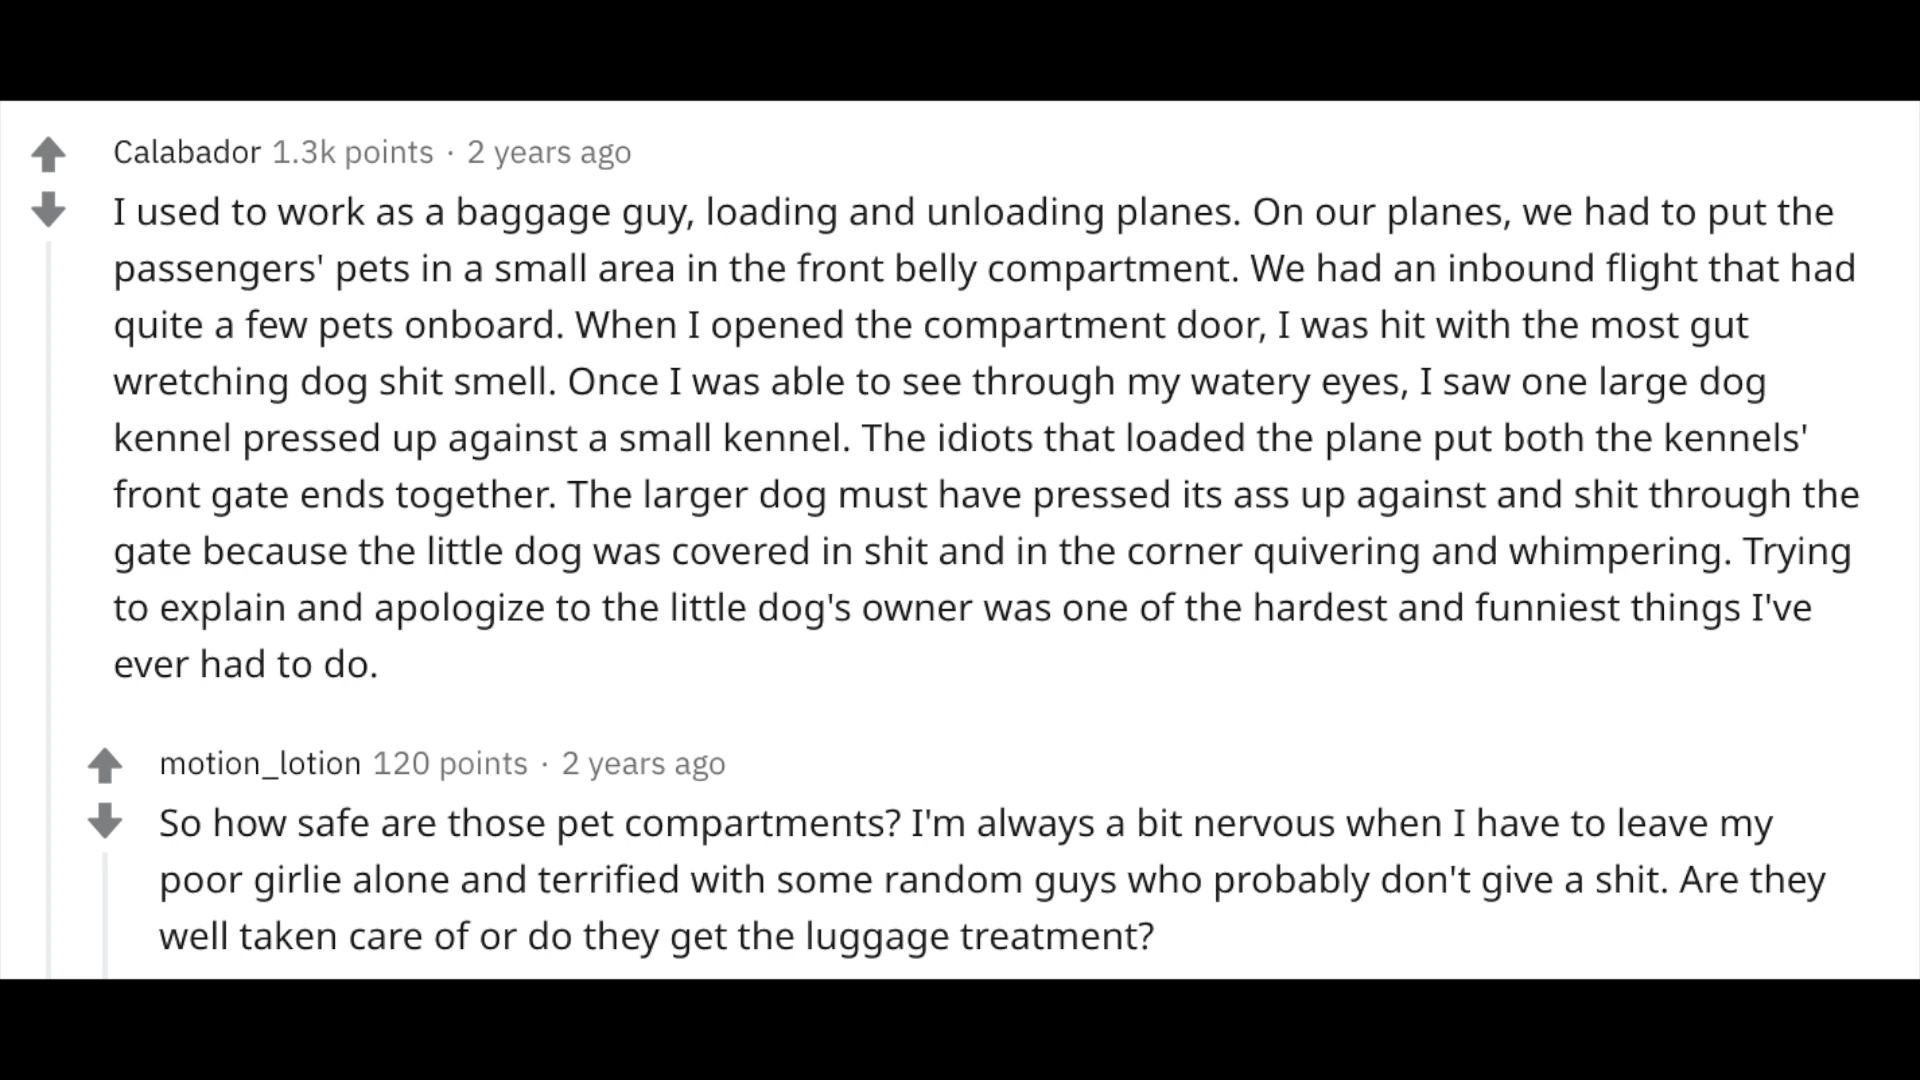 Calabador 1.3k points · 2 years ago
I used to work as a baggage guy, loading and unloading planes. On our planes, we had to put the
passengers' pets in a small area in the front belly compartment. We had an inbound flight that had
quite a few pets onboard. When I opened the compartment door, I was hit with the most gut
wretching dog shit smell. Once I was able to see through my watery eyes, I saw one large dog
kennel pressed up against a small kennel. The idiots that loaded the plane put both the kennels'
front gate ends together. The larger dog must have pressed its ass up against and shit through the
gate because the little dog was covered in shit and in the corner quivering and whimpering. Trying
to explain and apologize to the little dog's owner was one of the hardest and funniest things I've
ever had to do.
motion_lotion 120 points · 2 years ago
So how safe are those pet compartments? I'm always a bit nervous when I have to leave my
poor girlie alone and terrified with some random guys who probably don't give a shit. Are they
well taken care of or do they get the luggage treatment?